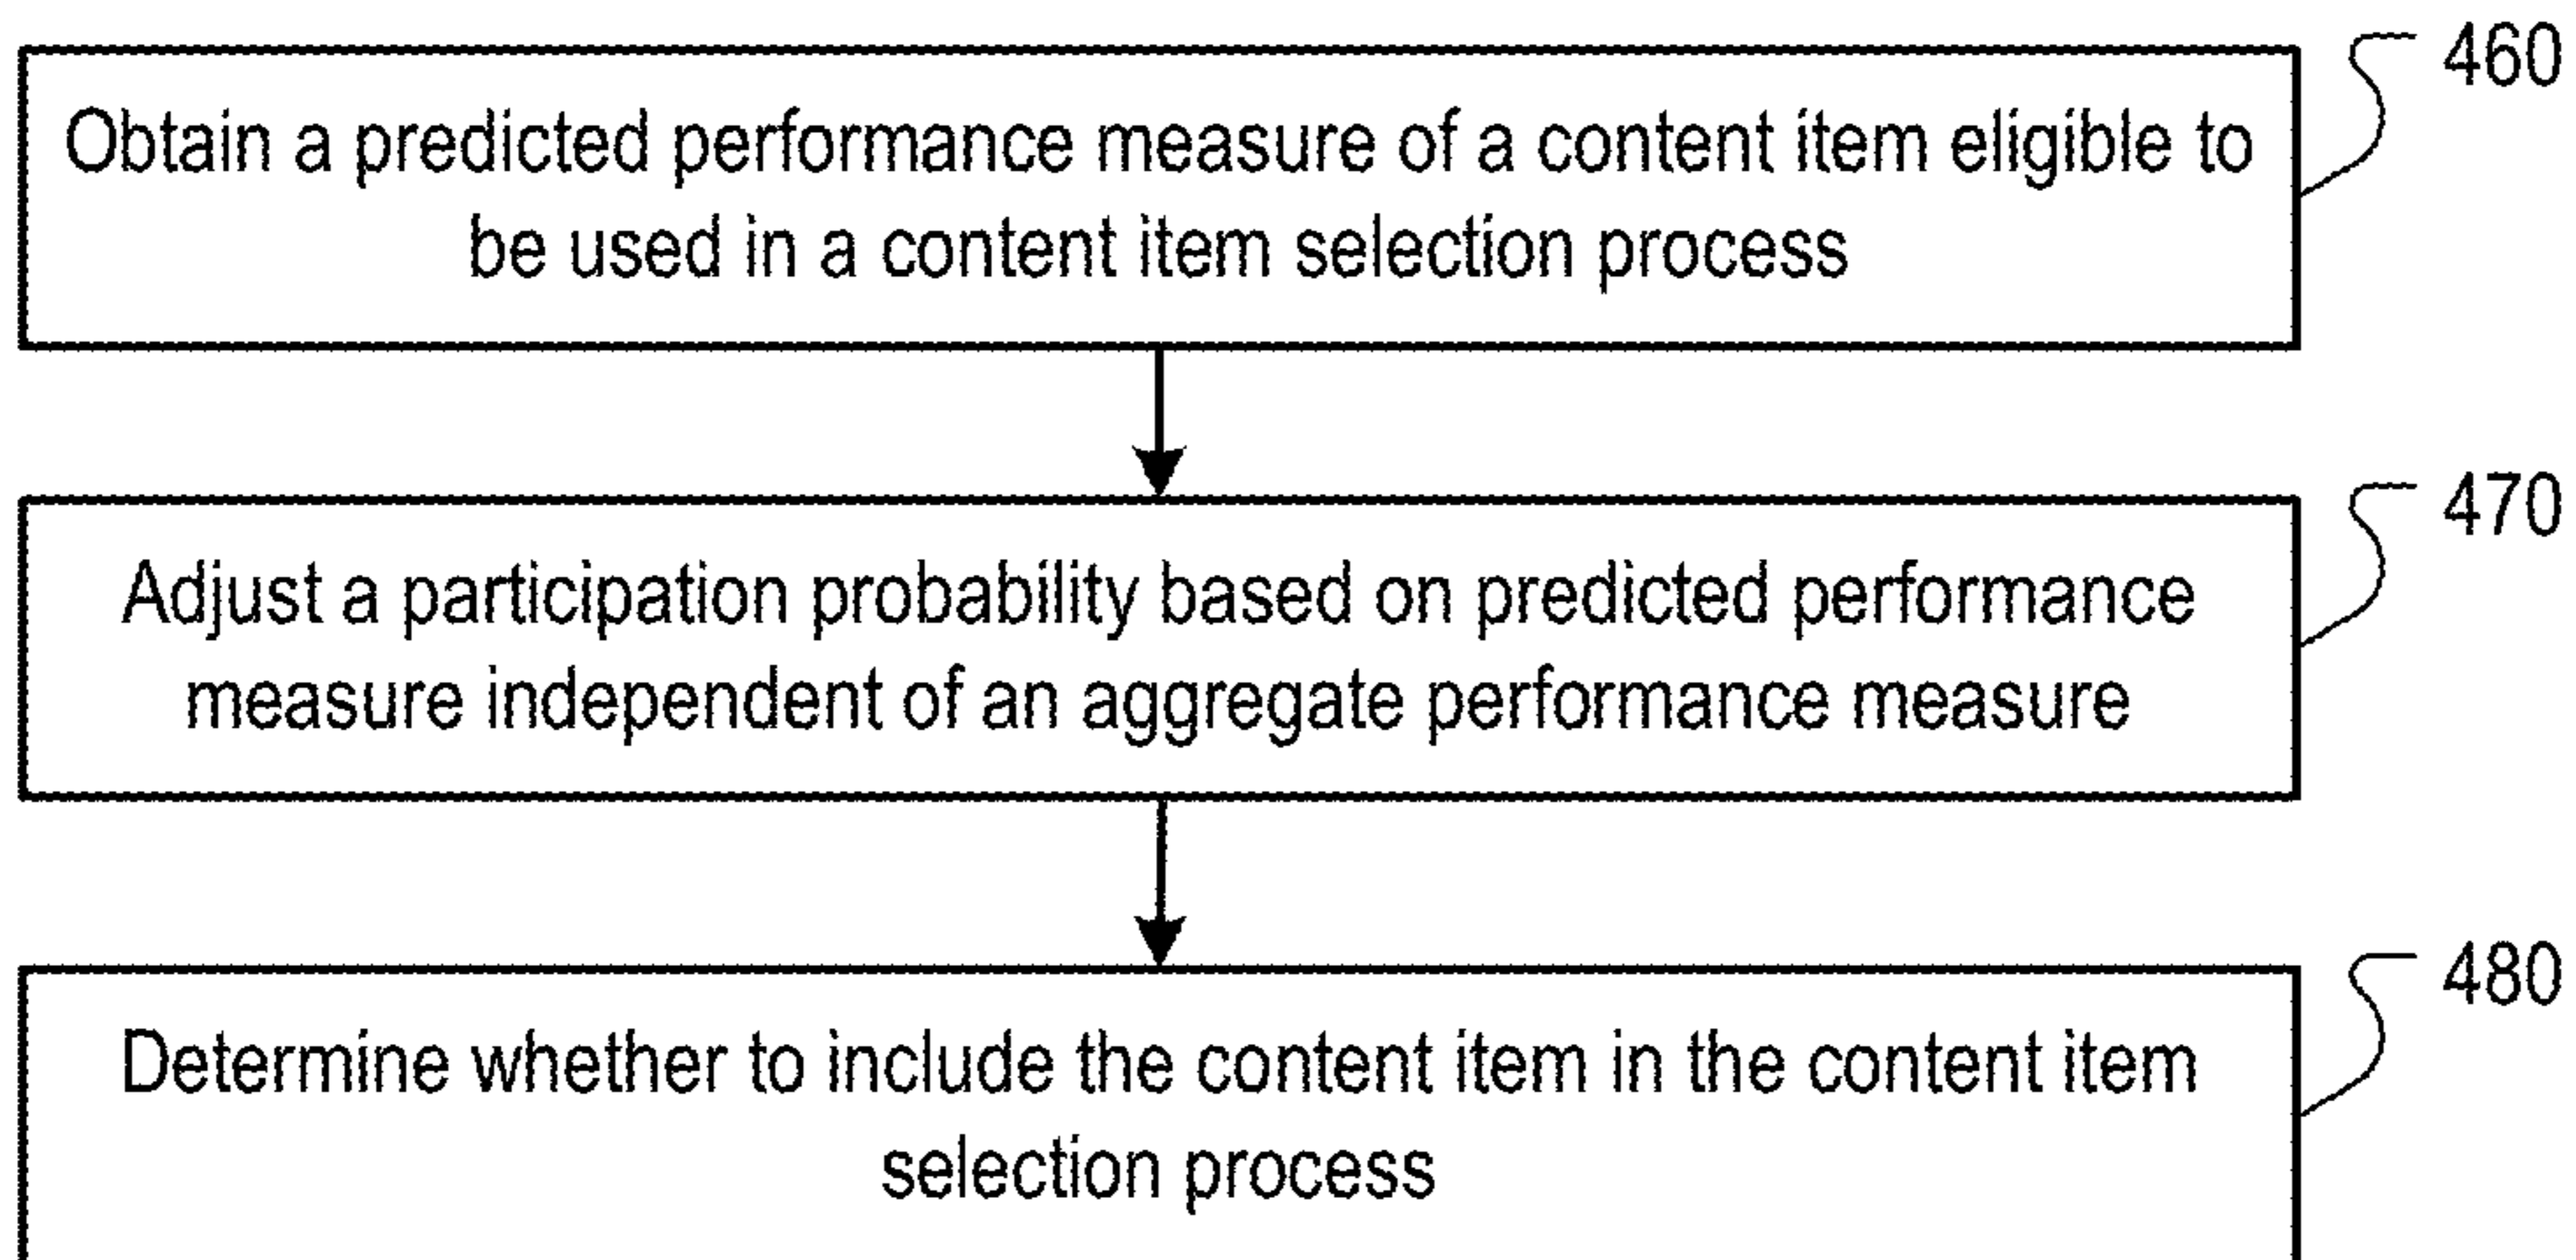 460
Obtain a predicted performance measure of a content item eligible to
be used in a content item selection process
470
Adjust a participation probability based on predicted performance
measure independent of an aggregate performance measure
480
Determine whether to include the content item in the content item
selection process